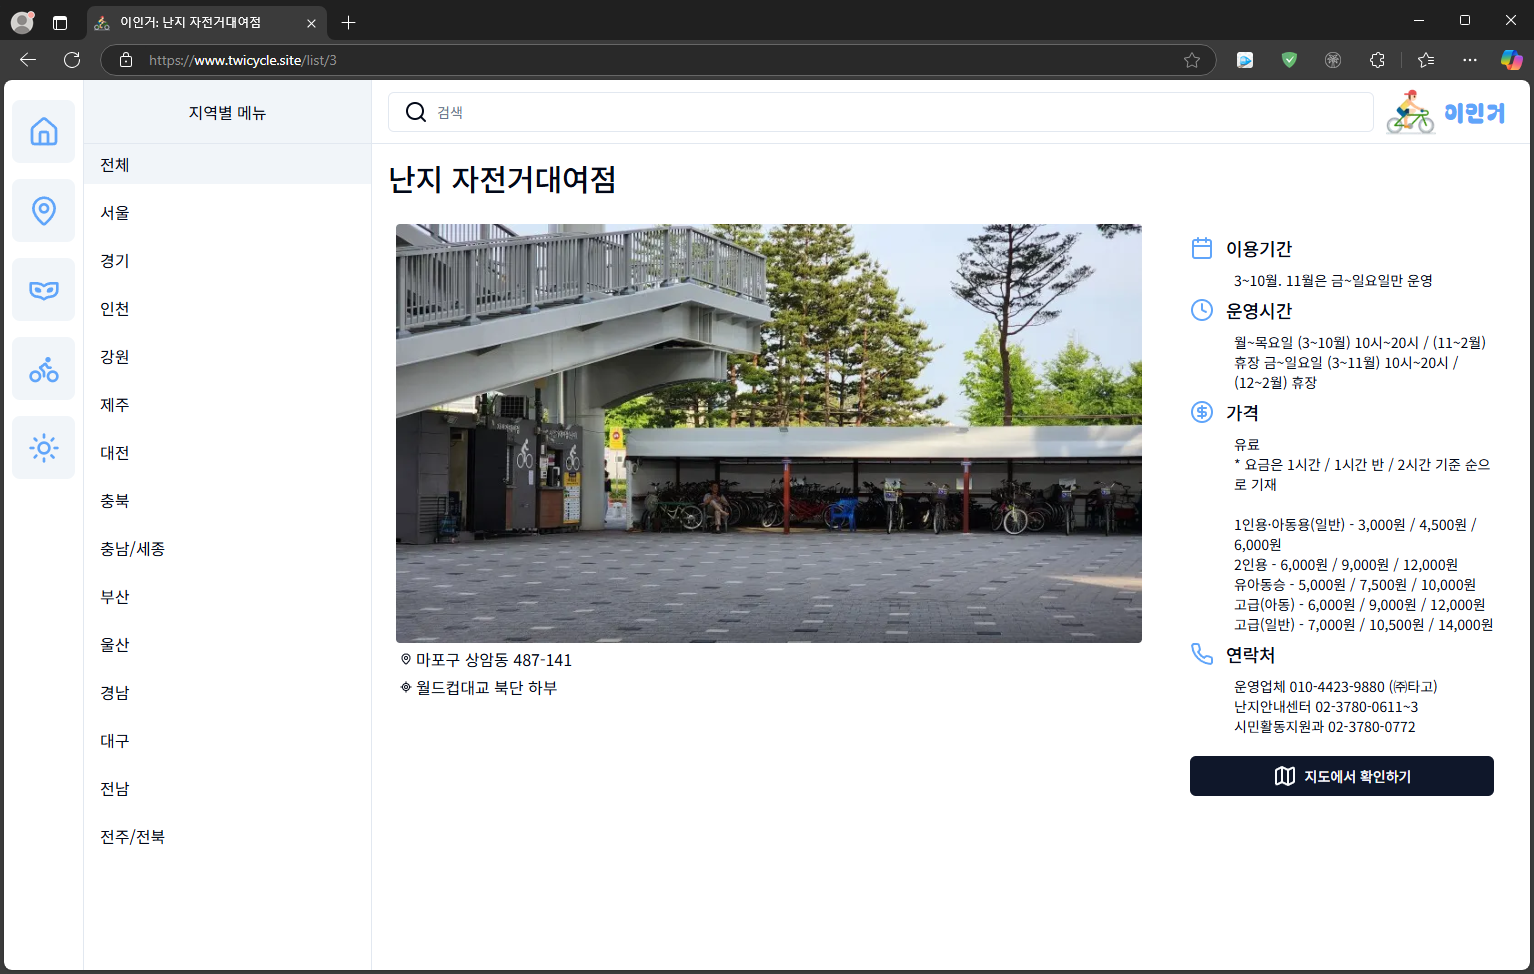 이인거: 난지 자전거대여점
https://www.twicycle.site/list/3
지역별 메뉴
전체
서울
경기
인천
강원
제주
대전
충북
충남/세종
부산
울산
경남
대구
전남
전주/전북
검색
이인거
난지 자전거대여점
마포구 상암동 487-141
월드컵대교 북단 하부
이용기간
3~10월. 11월은 금~일요일만 운영
운영시간
월~목요일 (3~10월) 10시~20시 / (11~2월)
휴장 금~일요일 (3~11월) 10시~20시 /
(12~2월) 휴장
가격
유료
* 요금은 1시간 / 1시간 반 / 2시간 기준 순으
로 기재
1인용·아동용(일반) - 3,000원 / 4,500원 /
6,000원
2인용 - 6,000원 / 9,000원 / 12,000원
유아동승 - 5,000원 / 7,500원 / 10,000원
고급(아동) - 6,000원 / 9,000원 / 12,000원
고급(일반) - 7,000원 / 10,500원 / 14,000원
연락처
운영업체 010-4423-9880 (㈜타고)
난지안내센터 02-3780-0611~3
시민활동지원과 02-3780-0772
지도에서 확인하기